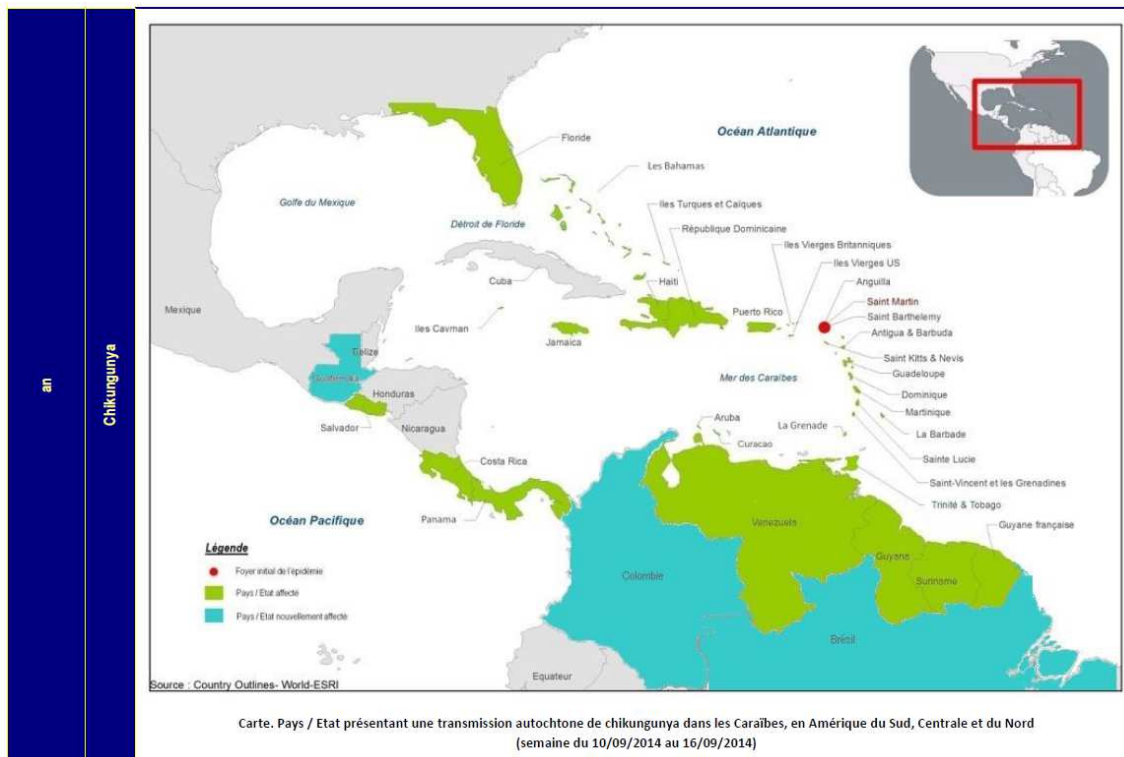 an
Chikungunya
Océan Atlantique
Floride
Les Bahamas
Golfe du Mexique
Iles Turques et Caïques
Détroit de Floride
République Dominicaine
Iles Vierges Britanniques
Iles Vierges US
Cuba
Haiti
Anguilla
Mexique
Puerto Rico
Saint Martin
Saint Barthelemy
Iles Cayman
Jamaica
Antigua & Barbuda
Belize
Saint Kitts & Nevis
Guatemala
Mer des Caraïbes
Guadeloupe
Honduras
Dominique
Martinique
Salvador
Nicaragua
Aruba
La Grenade
La Barbade
Curacao
Sainte Lucie
Costa Rica
Saint-Vincent et les Grenadines
Trinité & Tobago
Océan Pacifique
Panama
Venezuela
Guyane française
Légende
Guyane
Foyer initial de l'épidémie
Colombie
Suriname
Pays / Etat affecté
Pays / Etat nouvellement affecté
Brésil
Equateur
Source : Country Outlines- World-ESRI
Carte. Pays / Etat présentant une transmission autochtone de chikungunya dans les Caraïbes, en Amérique du Sud, Centrale et du Nord
(semaine du 10/09/2014 au 16/09/2014)